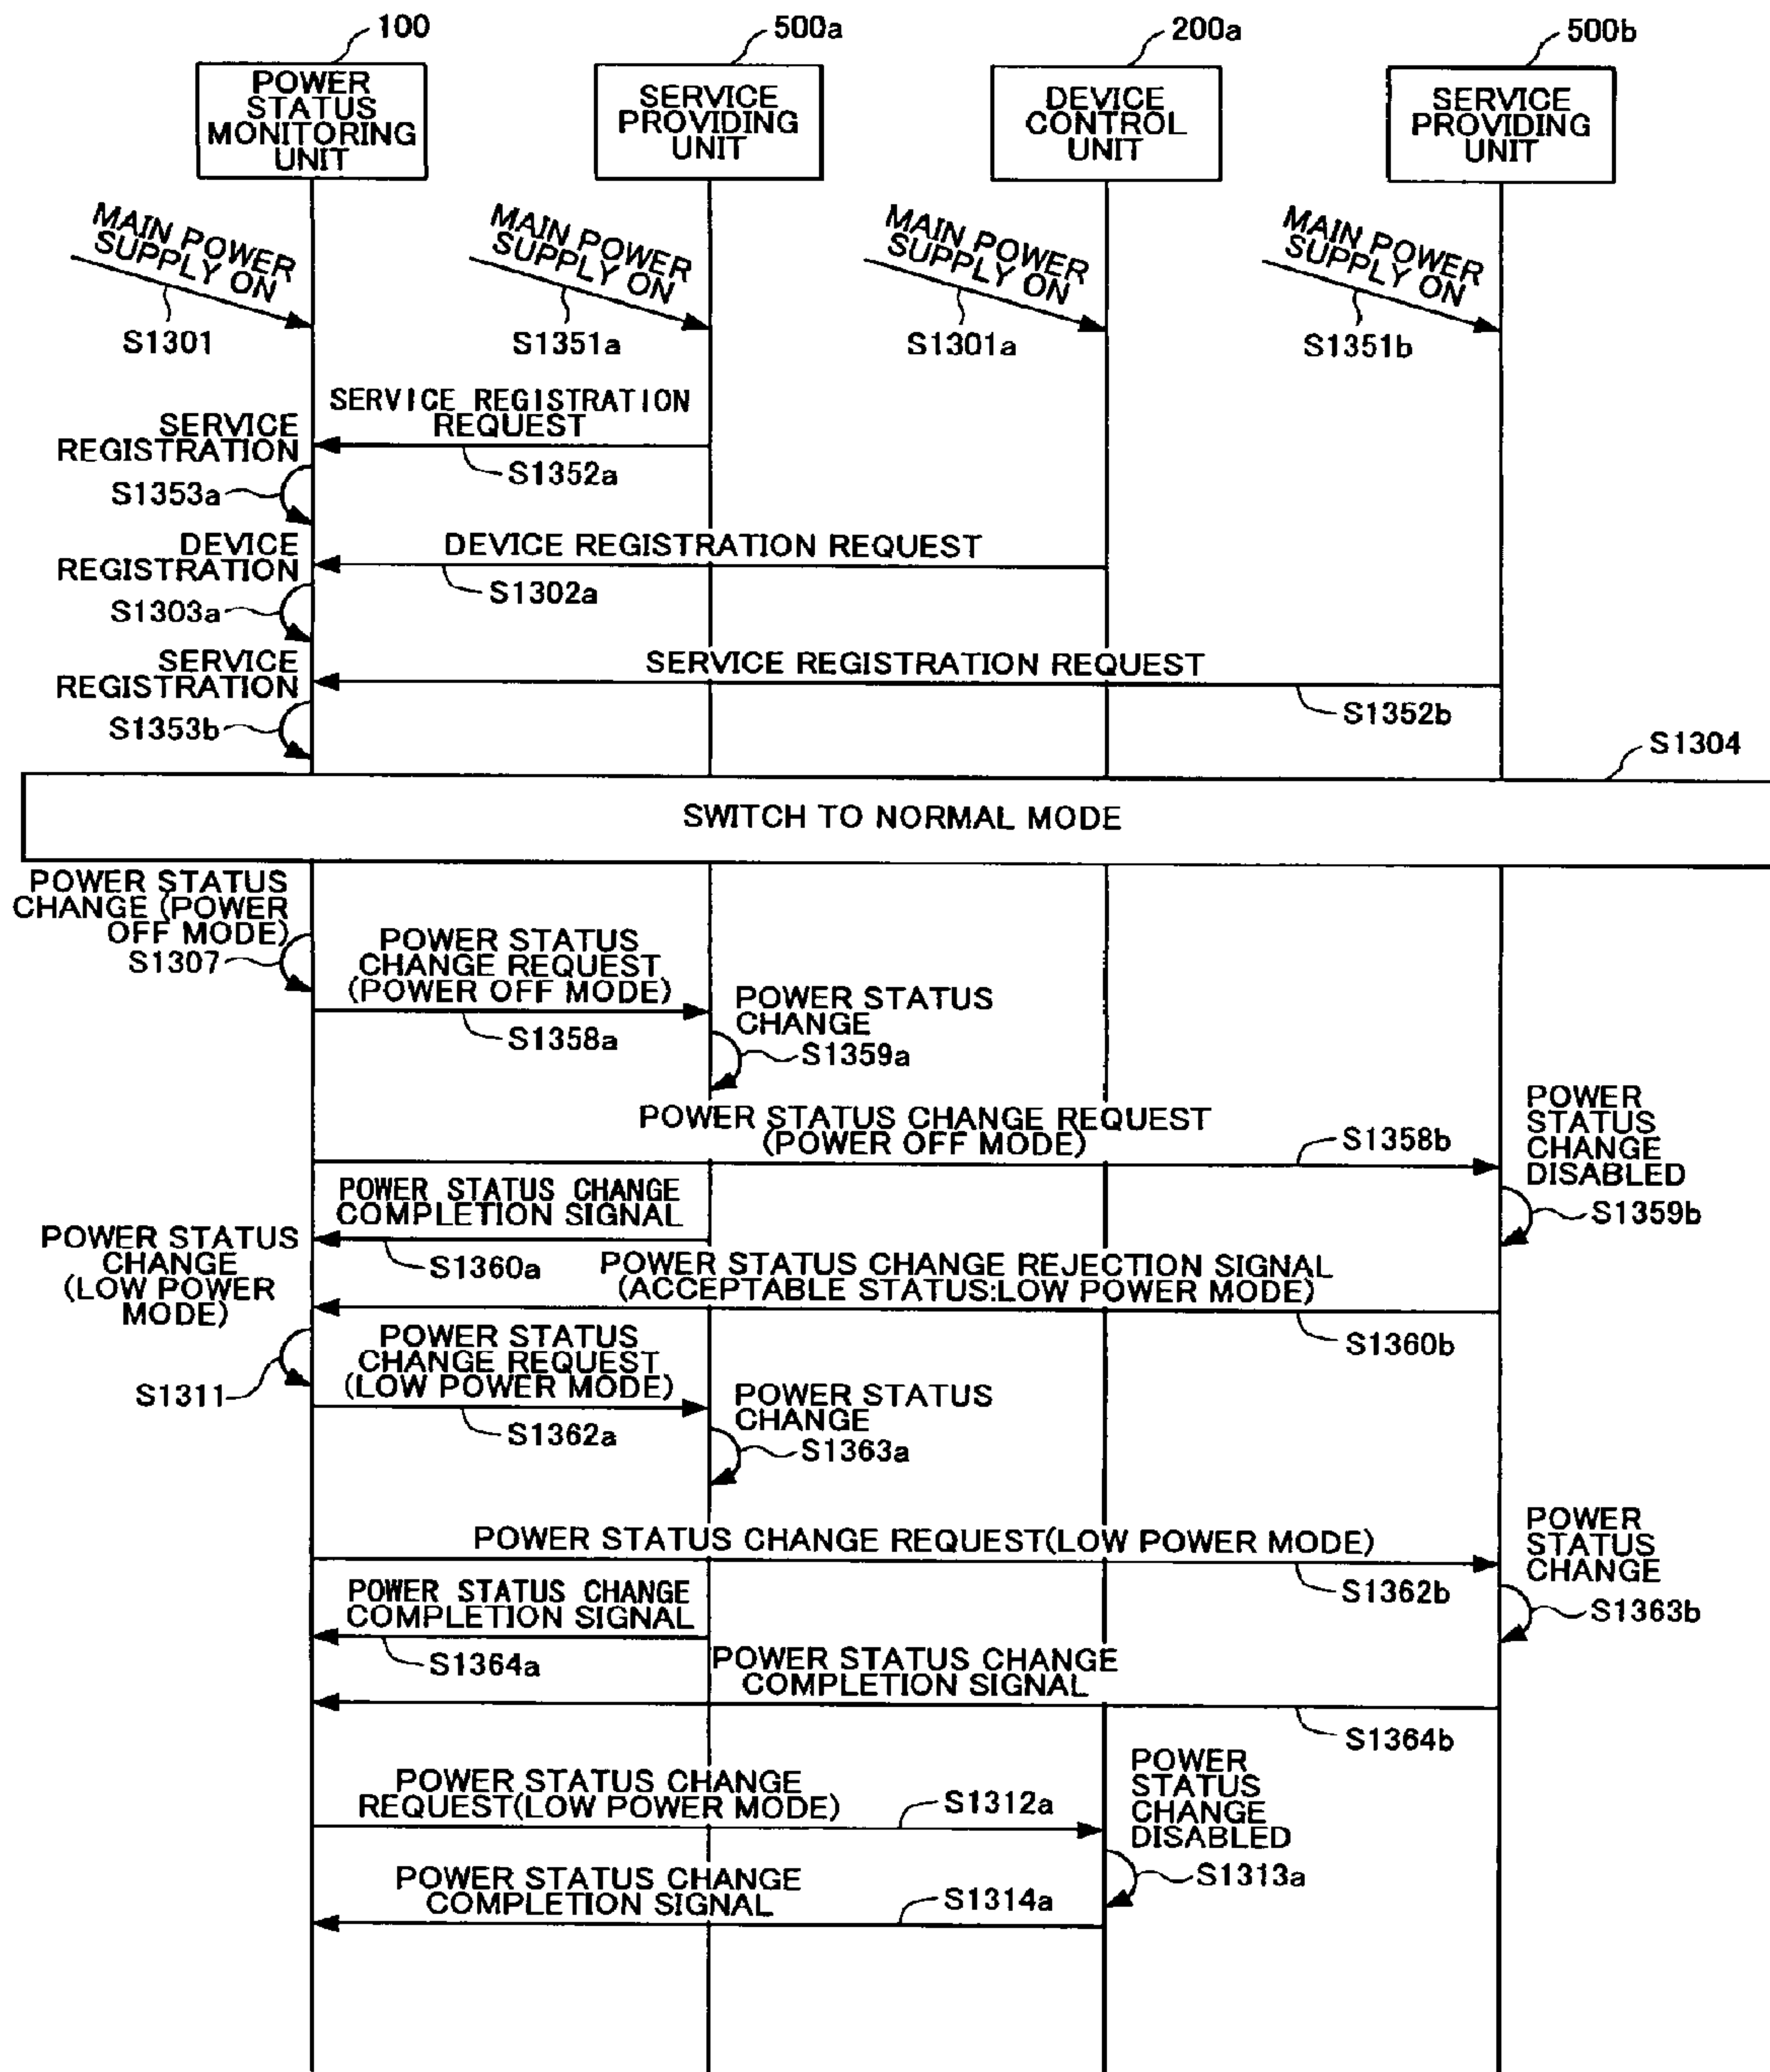 100
500a
200a
500b
POWER
STATUS
MONITORING
UNIT
SERVICE
PROVIDING
UNIT
DEVICE
CONTROL
UNIT
SERVICE
PROVIDING
UNIT
MAIN POWER
SUPPLY ON
MAIN POWER
SUPPLY ON
MAIN POWER
SUPPLY ON
MAIN POWER
SUPPLY ON
S1301
S1351a
S1301a
S1351b
SERVICE REGISTRATION
REQUEST
SERVICE
REGISTRATION
S1352a
S1353a
DEVICE
REGISTRATION
DEVICE REGISTRATION REQUEST
S1302a
S1303a
SERVICE
REGISTRATION
SERVICE REGISTRATION REQUEST
S1352b
S1353b
S1304
SWITCH TO NORMAL MODE
POWER STATUS
CHANGE (POWER
OFF MODE)
S1307
POWER STATUS
CHANGE REQUEST
(POWER OFF MODE)
S1358a
POWER STATUS
CHANGE
S1359a
POWER STATUS CHANGE REQUEST
(POWER OFF MODE)
S1358b
POWER
STATUS
CHANGE
DISABLED
S1359b
POWER STATUS CHANGE
COMPLETION SIGNAL
S1360a
POWER STATUS
CHANGE
(LOW POWER
MODE)
POWER STATUS CHANGE REJECTION SIGNAL
(ACCEPTABLE STATUS:LOW POWER MODE)
S1360b
S1311
POWER STATUS
CHANGE REQUEST
(LOW POWER MODE)
S1362a
POWER STATUS
CHANGE
S1363a
POWER STATUS CHANGE REQUEST(LOW POWER MODE)
S1362b
POWER
STATUS
CHANGE
S1363b
POWER STATUS CHANGE
COMPLETION SIGNAL
S1364a
POWER STATUS CHANGE
COMPLETION SIGNAL
S1364b
POWER STATUS CHANGE
REQUEST(LOW POWER MODE)
S1312a
POWER
STATUS
CHANGE
DISABLED
S1313a
POWER STATUS CHANGE
COMPLETION SIGNAL
S1314a